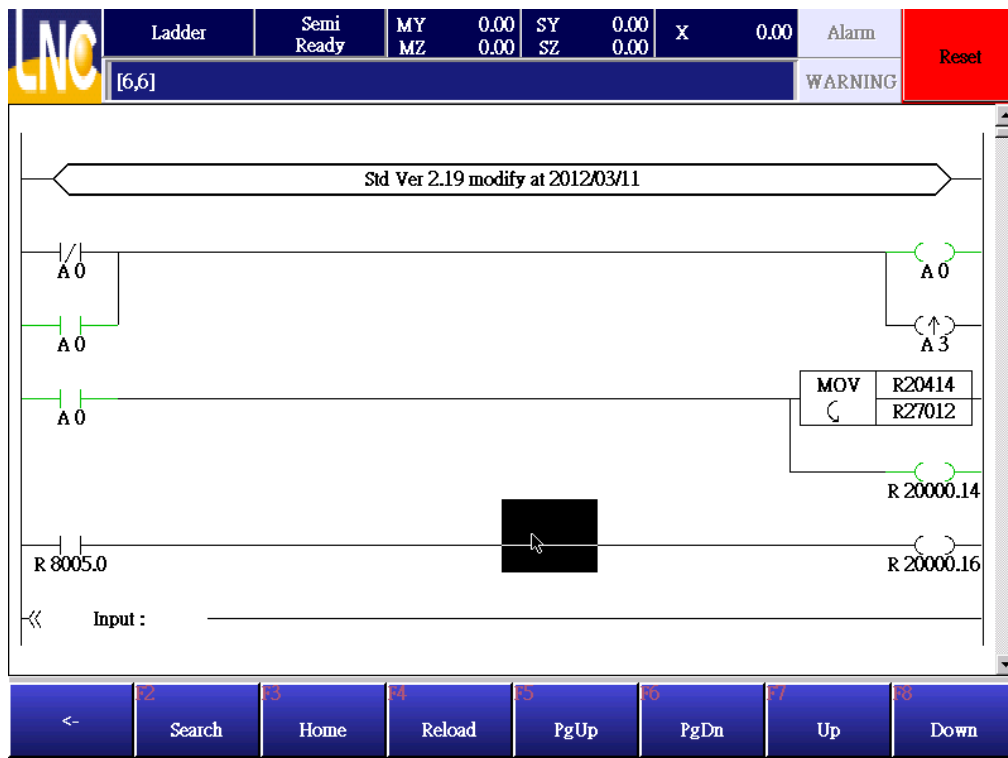 LNC
Ladder
Semi
Ready
MY 0.00
MZ 0.00
SY 0.00
SZ 0.00
X 0.00
Alarm
Reset
[6,6]
WARNING
Std Ver 2.19 modify at 2012/03/11
A 0
A 0
A 0
A 3
MOV R20414
R27012
A 0
R 20000.14
R 8005.0
R 20000.16
Input :
<-
F2 Search
F3 Home
F4 Reload
F5 PgUp
F6 PgDn
F7 Up
F8 Down